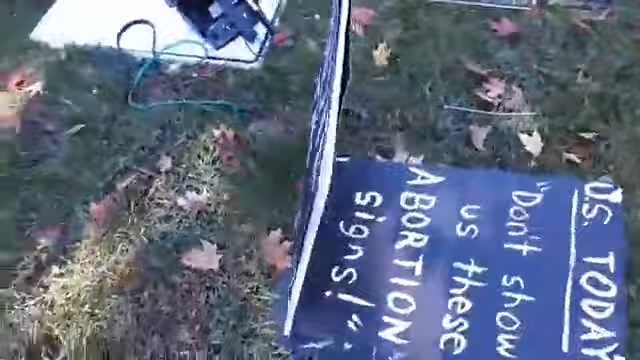 U.S. TODAY
"Don't show
us these
ABORTION
signs!"